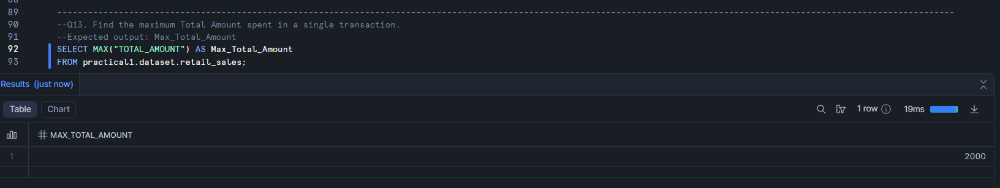 89 --------------------------------------------------------------------------------------------------------------------------------------------------------------------------------
90 --Q13. Find the maximum Total Amount spent in a single transaction.
91 --Expected output: Max_Total_Amount
92 SELECT MAX("TOTAL_AMOUNT") AS Max_Total_Amount
93 FROM practical1.dataset.retail_sales;
Results (just now)
Table Chart 1 row 19ms
MAX_TOTAL_AMOUNT
1 2000